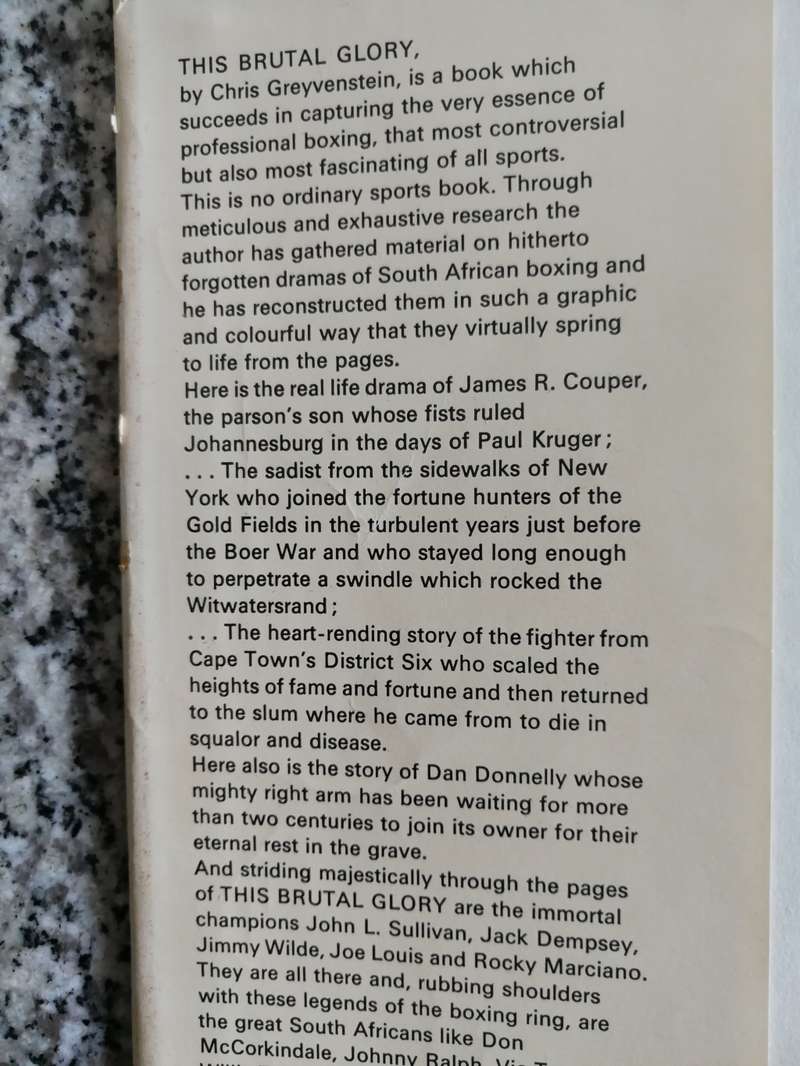 THIS BRUTAL GLORY,
by Chris Greyvenstein, is a book which
succeeds in capturing the very essence of
professional boxing, that most controversial
but also most fascinating of all sports.
This is no ordinary sports book. Through
meticulous and exhaustive research the
author has gathered material on hitherto
forgotten dramas of South African boxing and
he has reconstructed them in such a graphic
and colourful way that they virtually spring
to life from the pages.
Here is the real life drama of James R. Couper,
the parson's son whose fists ruled
Johannesburg in the days of Paul Kruger;
... The sadist from the sidewalks of New
York who joined the fortune hunters of the
Gold Fields in the turbulent years just before
the Boer War and who stayed long enough
to perpetrate a swindle which rocked the
Witwatersrand;
... The heart-rending story of the fighter from
Cape Town's District Six who scaled the
heights of fame and fortune and then returned
to the slum where he came from to die in
squalor and disease.
Here also is the story of Dan Donnelly whose
mighty right arm has been waiting for more
than two centuries to join its owner for their
eternal rest in the grave.
And striding majestically through the pages
of THIS BRUTAL GLORY are the immortal
champions John L. Sullivan, Jack Dempsey,
Jimmy Wilde, Joe Louis and Rocky Marciano.
They are all there and, rubbing shoulders
with these legends of the boxing ring, are
the great South Africans like Don
McCorkindale, Johnny Ralph,